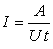 I = A / Ut